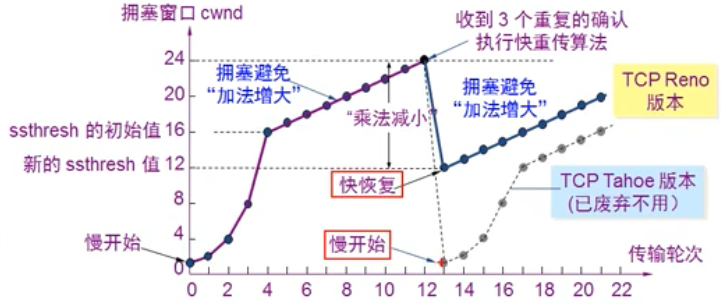 拥塞窗口 cwnd
收到 3 个重复的确认
执行快重传算法
24
20
16
12
8
4
0
ssthresh 的初始值
新的 ssthresh 值
拥塞避免
“加法增大”
“乘法减小
拥塞避免
“加法增大”
TCP Reno
版本
快恢复
TCP Tahoe 版本
(已废弃不用）
慢开始
慢开始
传输轮次
0 2 4 6 8 10 12 14 16 18 20 22